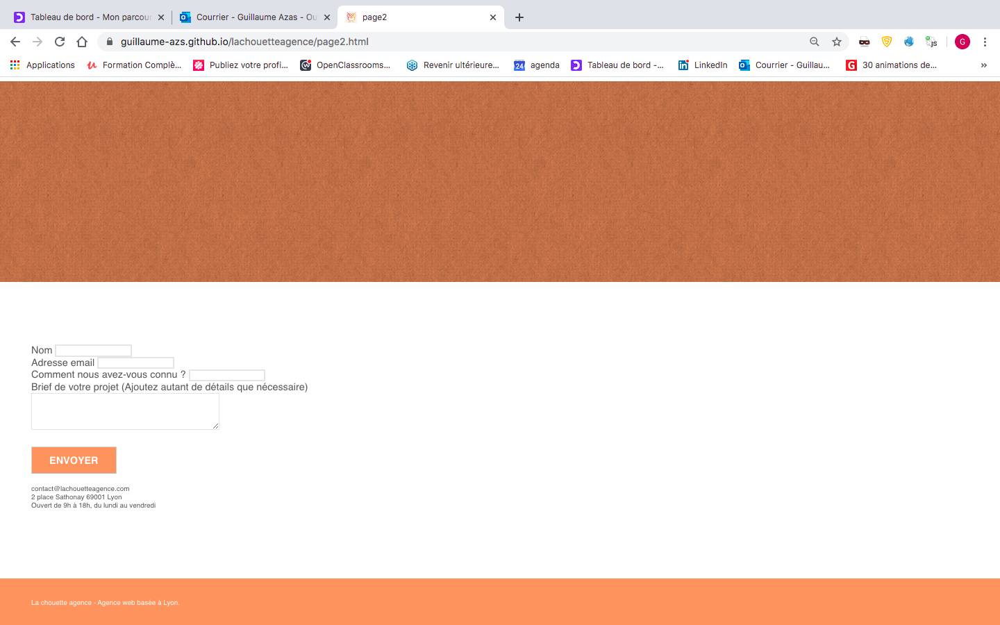 Tableau de bord - Mon parcour
Courrier - Guillaume Azas - Ou
page2
guillaume-azs.github.io/lachouetteagence/page2.html
js
G
Applications
Formation Complè...
Publiez votre profi...
OpenClassrooms...
Revenir ultérieure...
24
agenda
Tableau de bord -...
LinkedIn
Courrier - Guillau...
G
30 animations de...
Nom
Adresse email
Comment nous avez-vous connu ?
Brief de votre projet (Ajoutez autant de détails que nécessaire)
ENVOYER
contact@lachouetteagence.com
2 place Sathonay 69001 Lyon
Ouvert de 9h à 18h, du lundi au vendredi
La chouette agence - Agence web basée à Lyon.